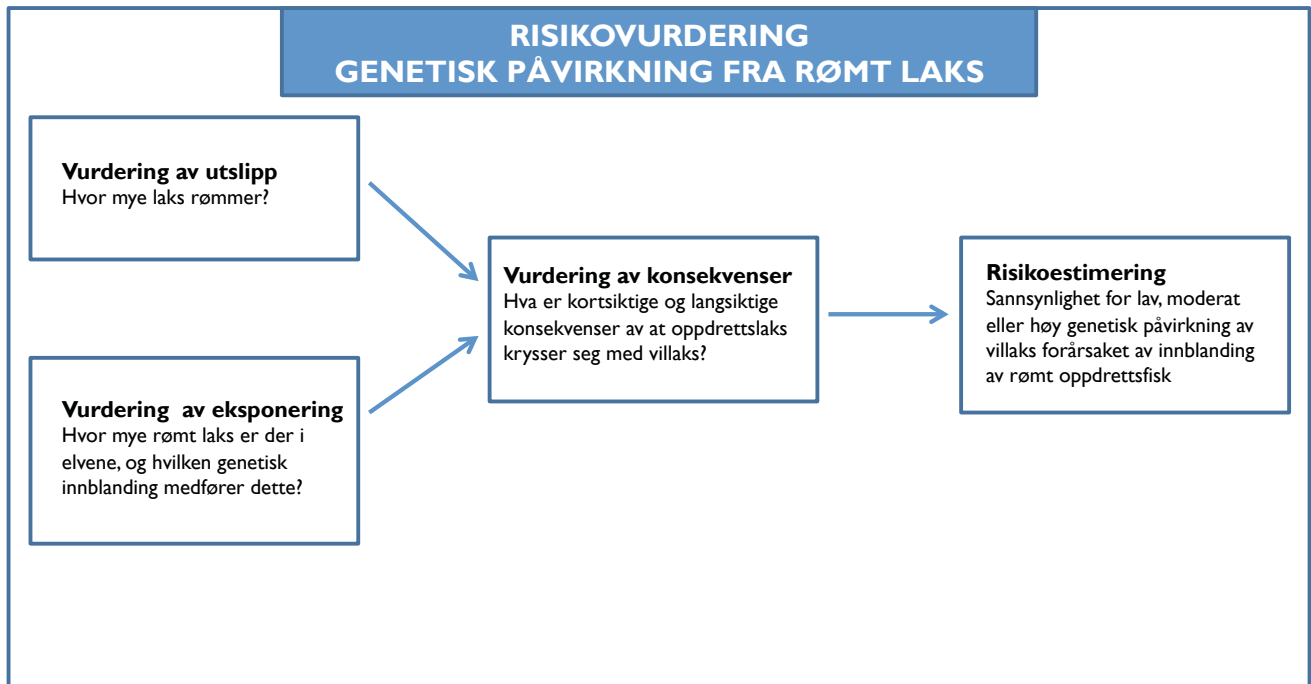 RISIKOVURDERING
GENETISK PÅVIRKNING FRA RØMT LAKS
Vurdering av utslipp
Hvor mye laks rømmer?
Vurdering av eksponering
Hvor mye rømt laks er der i
elvene, og hvilken genetisk
innblanding medfører dette?
Vurdering av konsekvenser
Hva er kortsiktige og langsiktige
konsekvenser av at oppdrettslaks
krysser seg med villaks?
Risikoestimering
Sannsynlighet for lav, moderat
eller høy genetisk påvirkning av
villaks forårsaket av innblanding
av rømt oppdrettsfisk